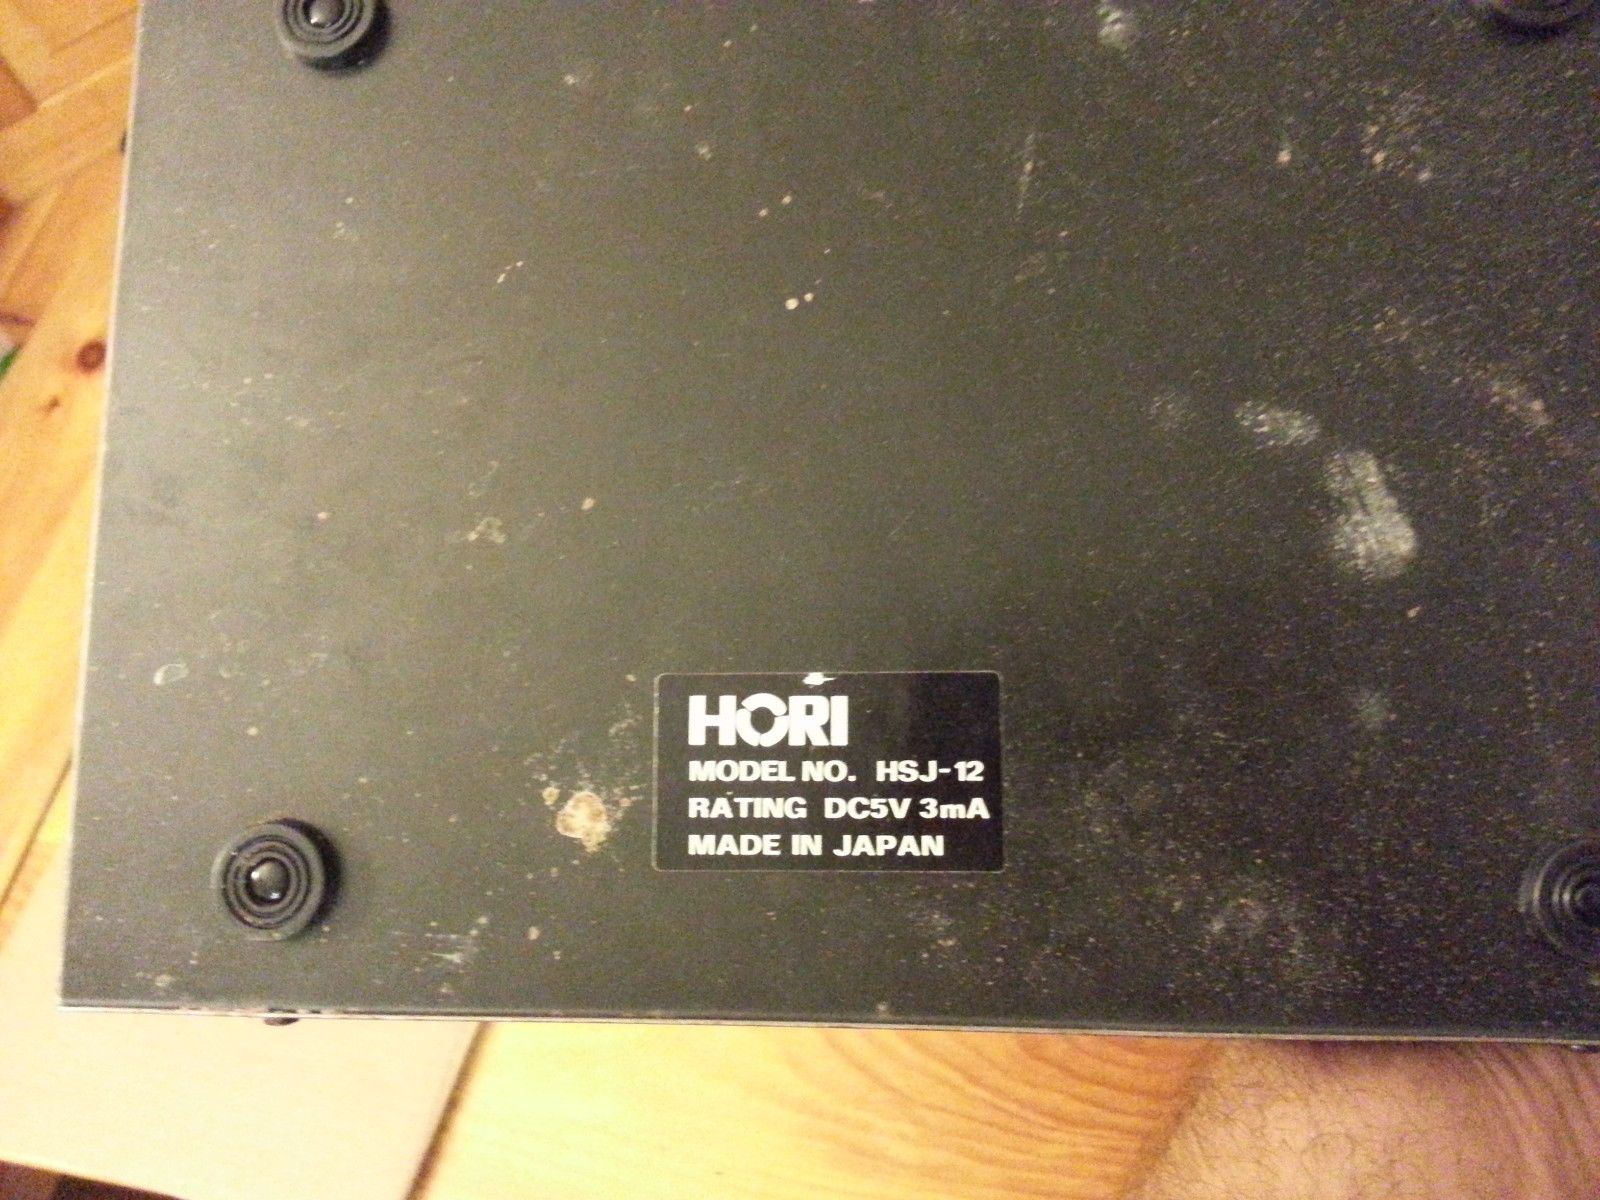 HORI
MODEL NO. HSJ-12
RATING DC5V 3mA
MADE IN JAPAN